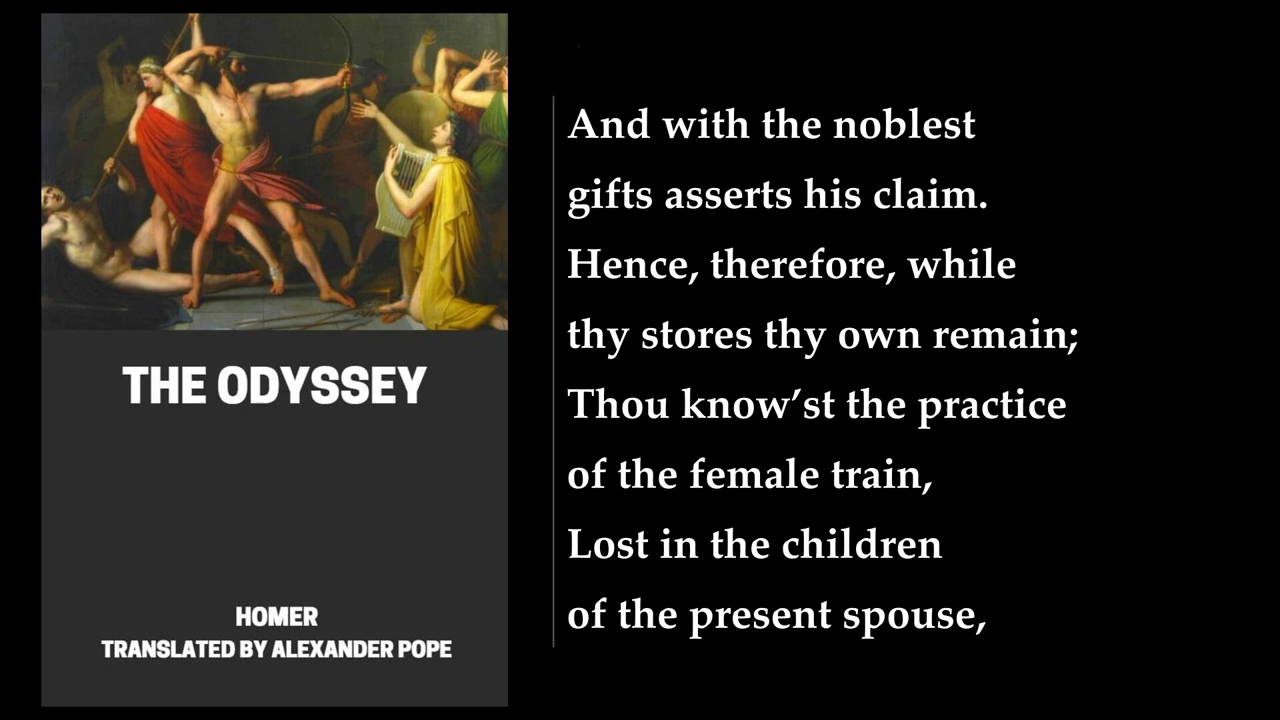 THE ODYSSEY
HOMER
TRANSLATED BY ALEXANDER POPE
And with the noblest
gifts asserts his claim.
Hence, therefore, while
thy stores thy own remain;
Thou know’st the practice
of the female train,
Lost in the children
of the present spouse,